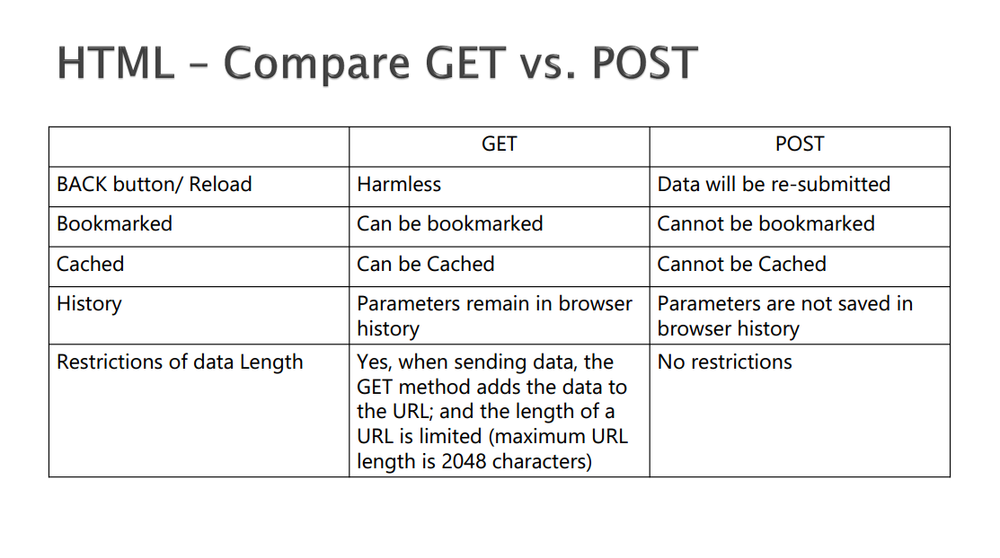 HTML – Compare GET vs. POST
GET
POST
BACK button/ Reload
Harmless
Data will be re-submitted
Bookmarked
Can be bookmarked
Cannot be bookmarked
Cached
Can be Cached
Cannot be Cached
History
Parameters remain in browser
history
Parameters are not saved in
browser history
Restrictions of data Length
Yes, when sending data, the
GET method adds the data to
the URL; and the length of a
URL is limited (maximum URL
length is 2048 characters)
No restrictions